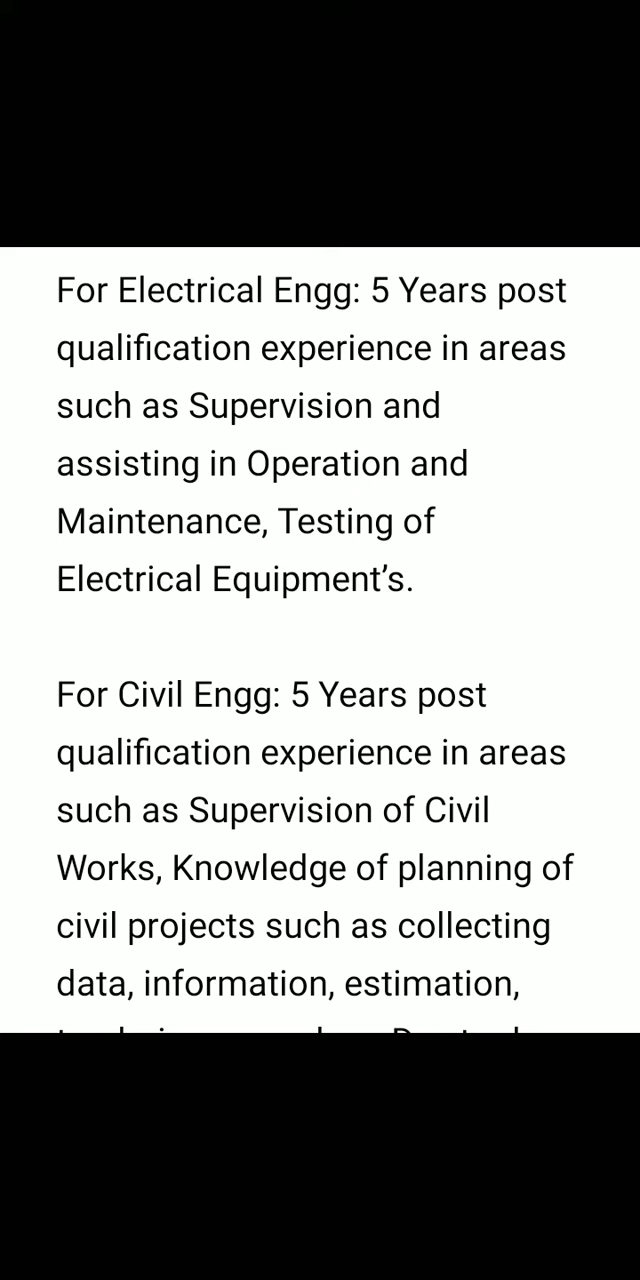 For Electrical Engg: 5 Years post
qualification experience in areas
such as Supervision and
assisting in Operation and
Maintenance, Testing of
Electrical Equipment’s.
For Civil Engg: 5 Years post
qualification experience in areas
such as Supervision of Civil
Works, Knowledge of planning of
civil projects such as collecting
data, information, estimation,